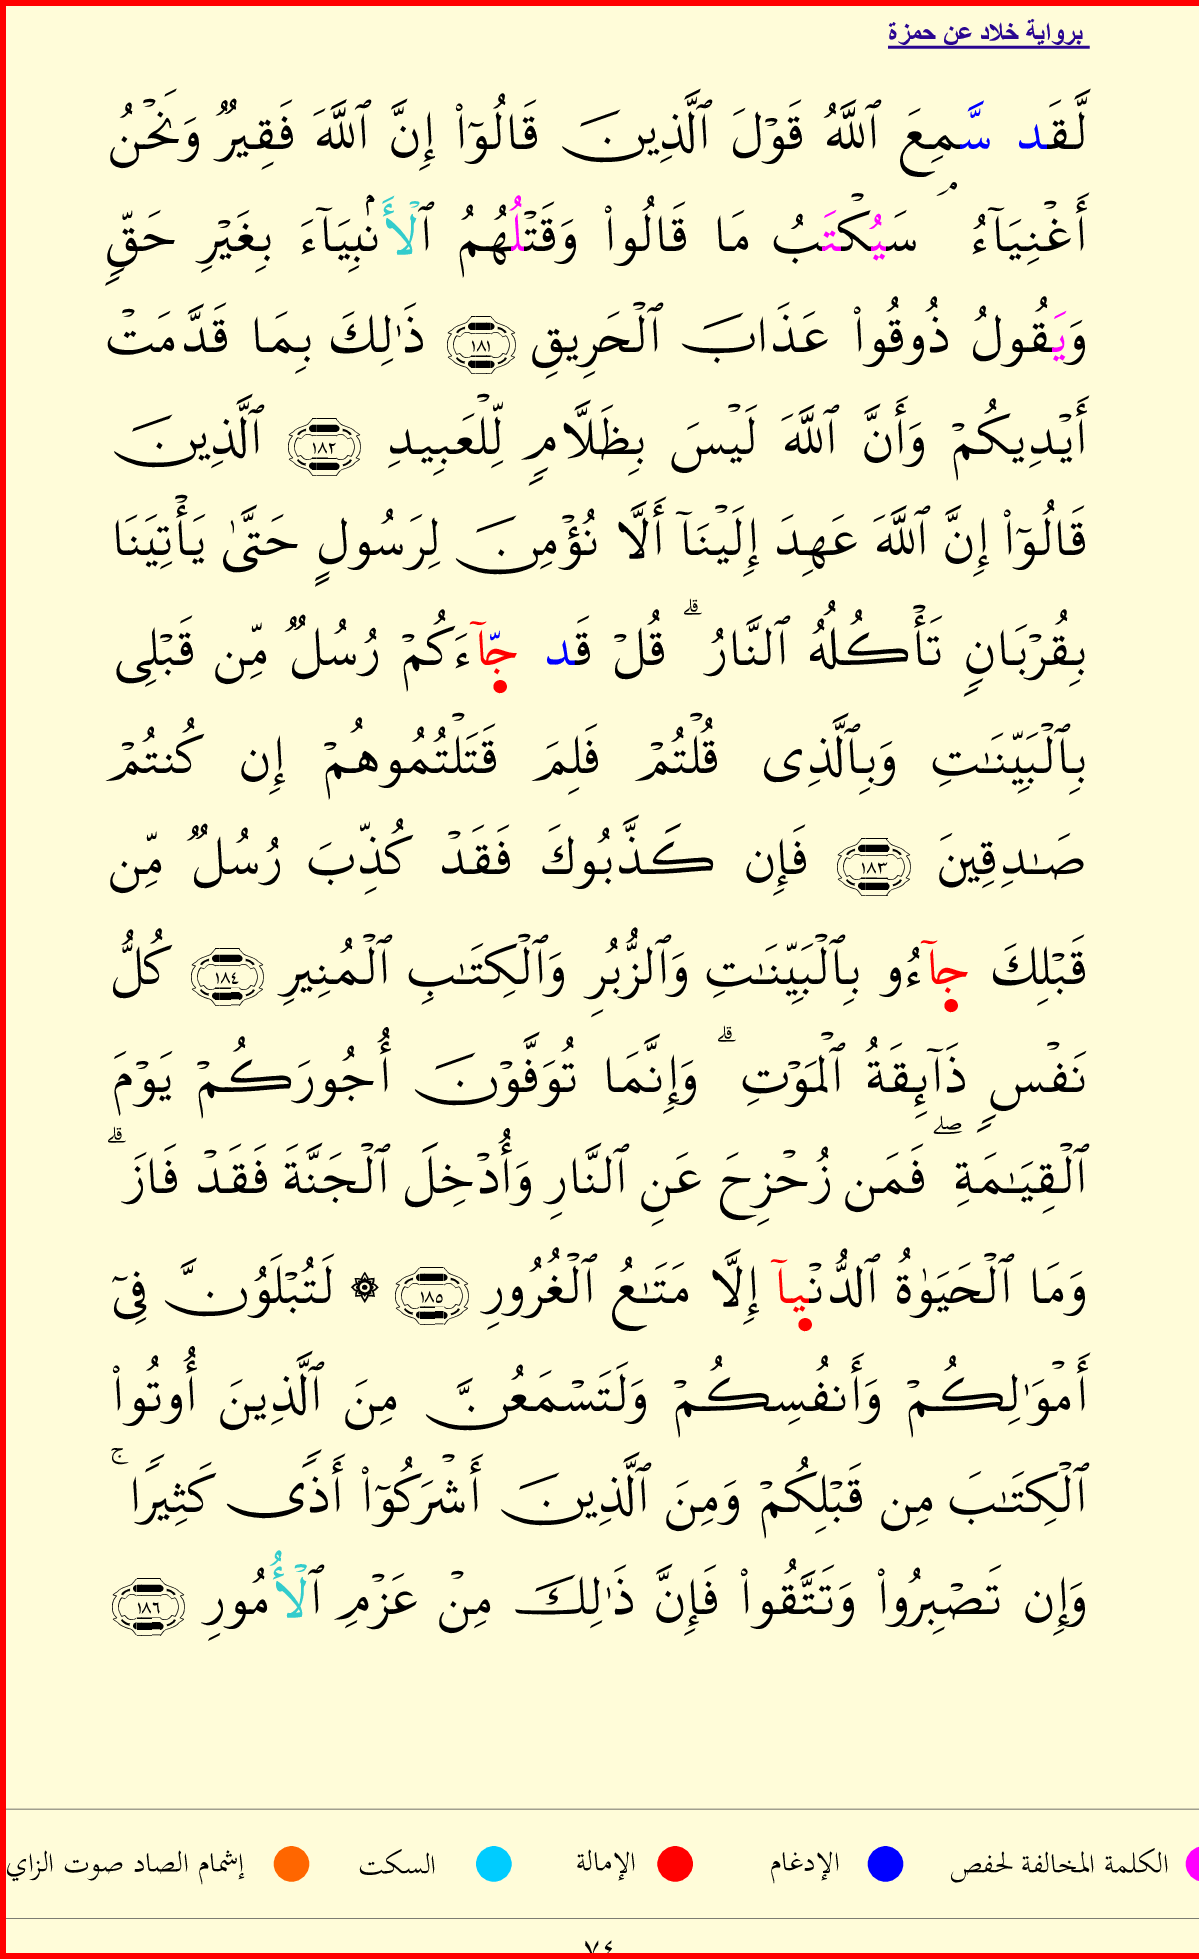 برواية خلاد عن حمزة
لَّقَد سَّمِعَ ٱللَّهُ قَوْلَ ٱلَّذِينَ قَالُوٓا۟ إِنَّ ٱللَّهَ فَقِيرٌ وَنَحْنُ
أَغْنِيَآءُ ۘ سَيُكْتَبُ مَا قَالُوا۟ وَقَتْلُهُمُ ٱلْأَنۢبِيَآءَ بِغَيْرِ حَقٍّ
وَيَقُولُ ذُوقُوا۟ عَذَابَ ٱلْحَرِيقِ ١٨١ ذَٰلِكَ بِمَا قَدَّمَتْ
أَيْدِيكُمْ وَأَنَّ ٱللَّهَ لَيْسَ بِظَلَّامٍ لِّلْعَبِيدِ ١٨٢ ٱلَّذِينَ
قَالُوٓا۟ إِنَّ ٱللَّهَ عَهِدَ إِلَيْنَآ أَلَّا نُؤْمِنَ لِرَسُولٍ حَتَّىٰ يَأْتِيَنَا
بِقُرْبَانٍ تَأْكُلُهُ ٱلنَّارُ ۗ قُلْ قَد جَّآءَكُمْ رُسُلٌ مِّن قَبْلِى
بِٱلْبَيِّنَٰتِ وَبِٱلَّذِى قُلْتُمْ فَلِمَ قَتَلْتُمُوهُمْ إِن كُنتُمْ
صَٰدِقِينَ ١٨٣ فَإِن كَذَّبُوكَ فَقَدْ كُذِّبَ رُسُلٌ مِّن
قَبْلِكَ جَآءُو بِٱلْبَيِّنَٰتِ وَٱلزُّبُرِ وَٱلْكِتَٰبِ ٱلْمُنِيرِ ١٨٤ كُلُّ
نَفْسٍ ذَآئِقَةُ ٱلْمَوْتِ ۗ وَإِنَّمَا تُوَفَّوْنَ أُجُورَكُمْ يَوْمَ
ٱلْقِيَٰمَةِ ۖ فَمَن زُحْزِحَ عَنِ ٱلنَّارِ وَأُدْخِلَ ٱلْجَنَّةَ فَقَدْ فَازَ ۗ
وَمَا ٱلْحَيَوٰةُ ٱلدُّنْيَآ إِلَّا مَتَٰعُ ٱلْغُرُورِ ١٨٥ ۞ لَتُبْلَوُنَّ فِىٓ
أَمْوَٰلِكُمْ وَأَنفُسِكُمْ وَلَتَسْمَعُنَّ مِنَ ٱلَّذِينَ أُوتُوا۟
ٱلْكِتَٰبَ مِن قَبْلِكُمْ وَمِنَ ٱلَّذِينَ أَشْرَكُوٓا۟ أَذًى كَثِيرًا ۚ
وَإِن تَصْبِرُوا۟ وَتَتَّقُوا۟ فَإِنَّ ذَٰلِكَ مِنْ عَزْمِ ٱلْأُمُورِ ١٨٦
الكلمة المخالفة لحفص الإدغام الإمالة السكت إشمام الصاد صوت الزاي
٧٤